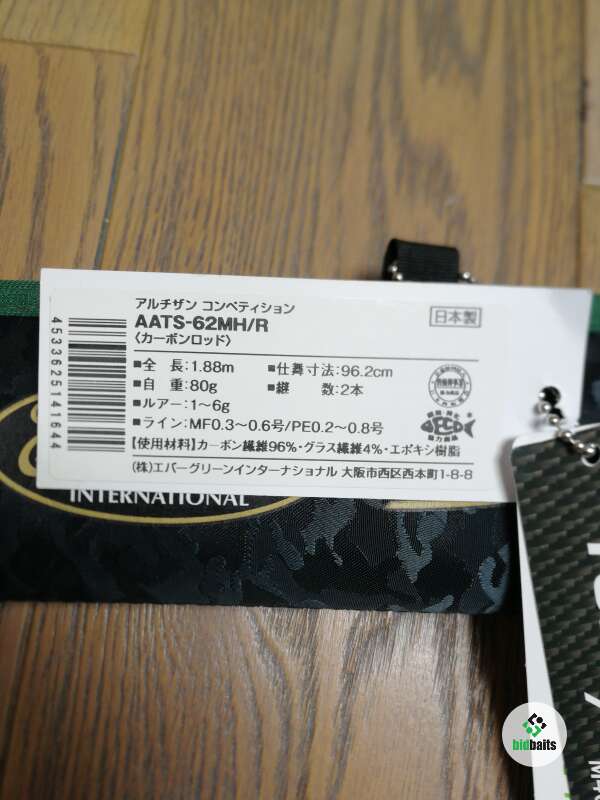 アルチザン コンペティション
AATS-62MH/R
日本製
〈カーボンロッド〉
■全 長:1.88m ■仕舞寸法:96.2cm
■自 重:80g ■継 数:2本
■ルアー:1~6g
■ライン:MF0.3~0.6号/PE0.2~0.8号
【使用材料】カーボン繊維96%・グラス繊維4%・エポキシ樹脂
(株)エバーグリーンインターナショナル 大阪市西区西本町1-8-8
4533625141644
INTERNATIONAL
bidbaits